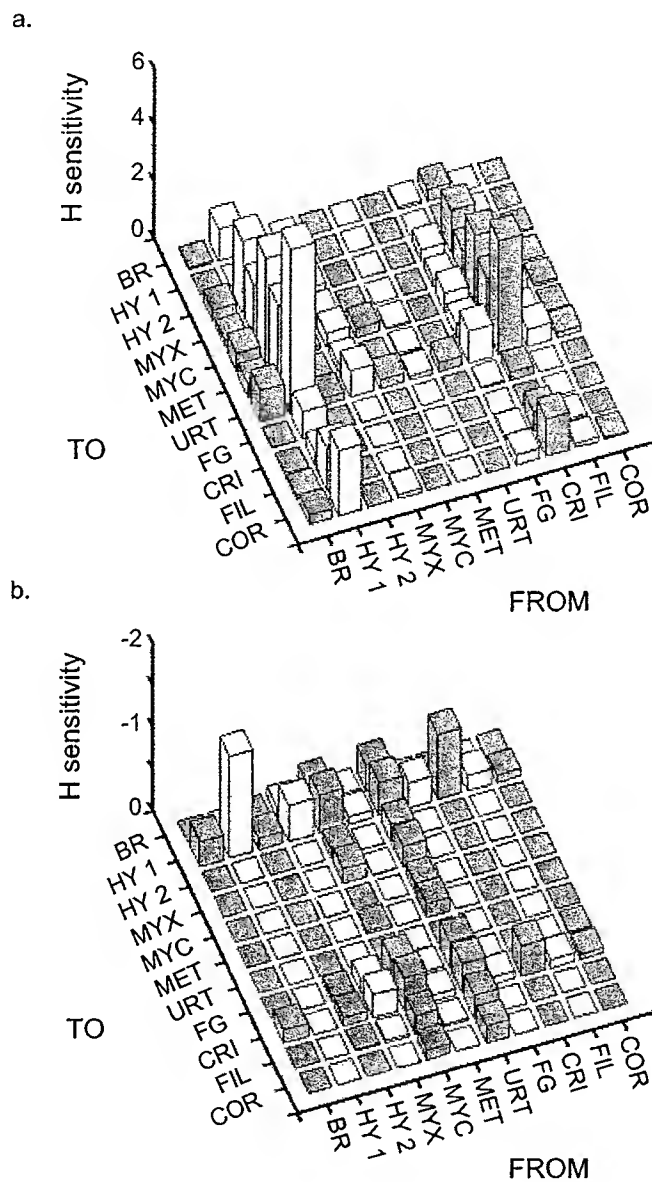 a.
H sensitivity
6
4
2
0
BR
HY 1
HY 2
MYX
MYC
MET
URT
FG
CRI
FIL
COR
TO
BR
HY 1
HY 2
MYX
MYC
MET
URT
FG
CRI
FIL
COR
FROM
b.
H sensitivity
-2
-1
0
BR
HY 1
HY 2
MYX
MYC
MET
URT
FG
CRI
FIL
COR
TO
BR
HY 1
HY 2
MYX
MYC
MET
URT
FG
CRI
FIL
COR
FROM